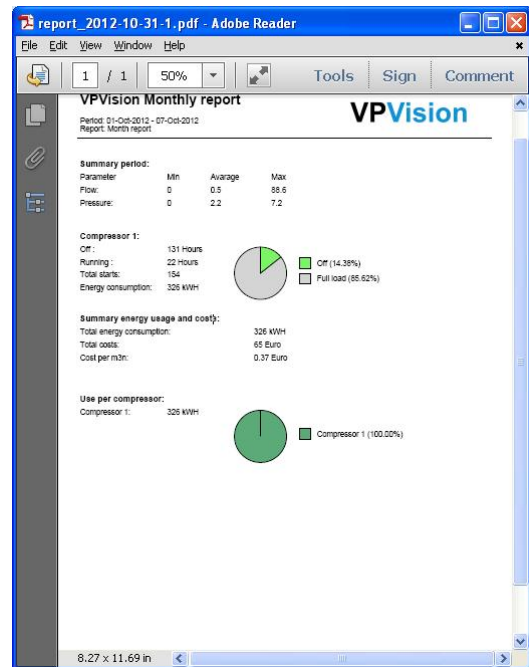 report_2012-10-31-1.pdf - Adobe Reader
File Edit View Window Help
1 / 1 50% Tools Sign Comment
VPVision Monthly report
VPVision
Period: 01-Oct-2012 - 07-Oct-2012
Report: Month report
Summary period:
Parameter Min Avarage Max
Flow: 0 0.5 88.6
Pressure: 0 2.2 7.2
Compressor 1:
Off : 131 Hours
Running : 22 Hours
Total starts: 154
Energy consumption: 326 kWH
Off (14.38%)
Full load (85.62%)
Summary energy usage and costs:
Total energy consumption: 326 kWH
Total costs: 65 Euro
Cost per m3n: 0.37 Euro
Use per compressor:
Compressor 1: 326 kWH
Compressor 1 (100.00%)
8.27 x 11.69 in